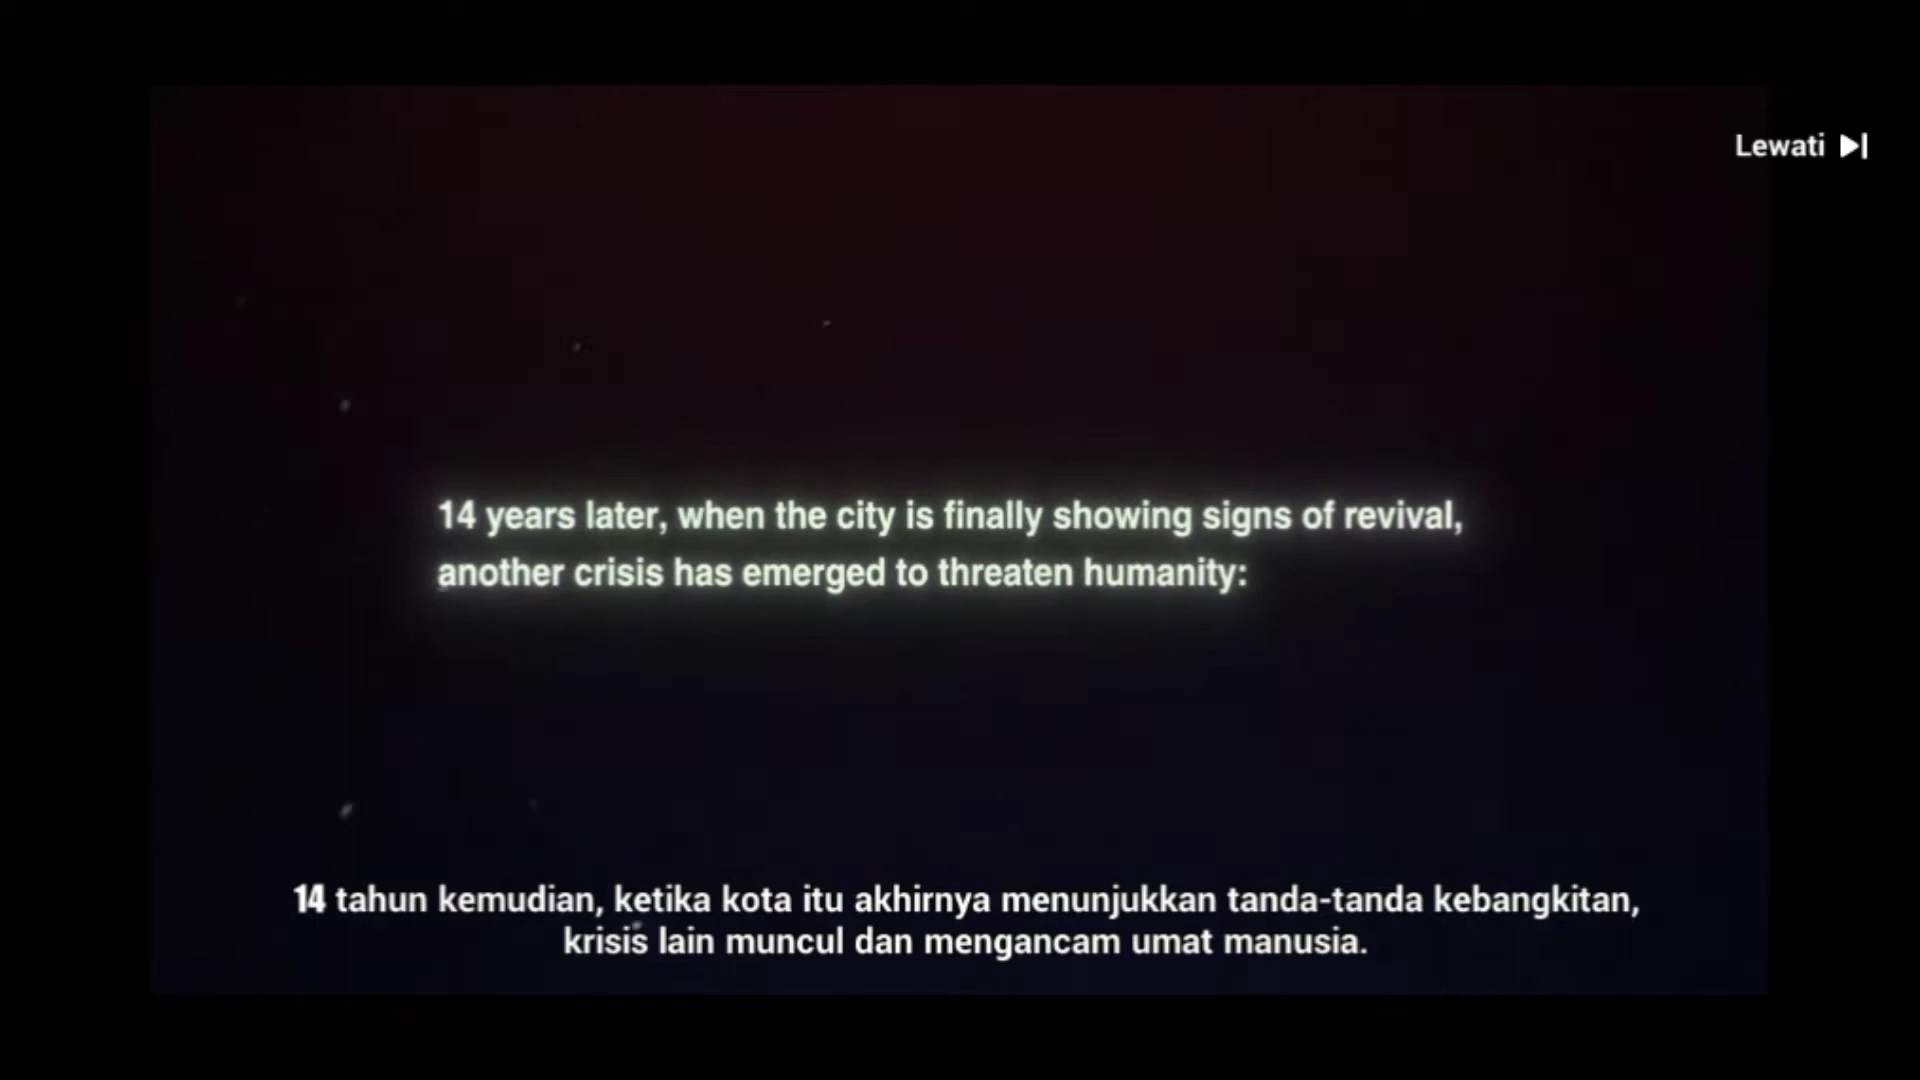 Lewati
14 years later, when the city is finally showing signs of revival,
another crisis has emerged to threaten humanity:
14 tahun kemudian, ketika kota itu akhirnya menunjukkan tanda-tanda kebangkitan,
krisis lain muncul dan mengancam umat manusia.